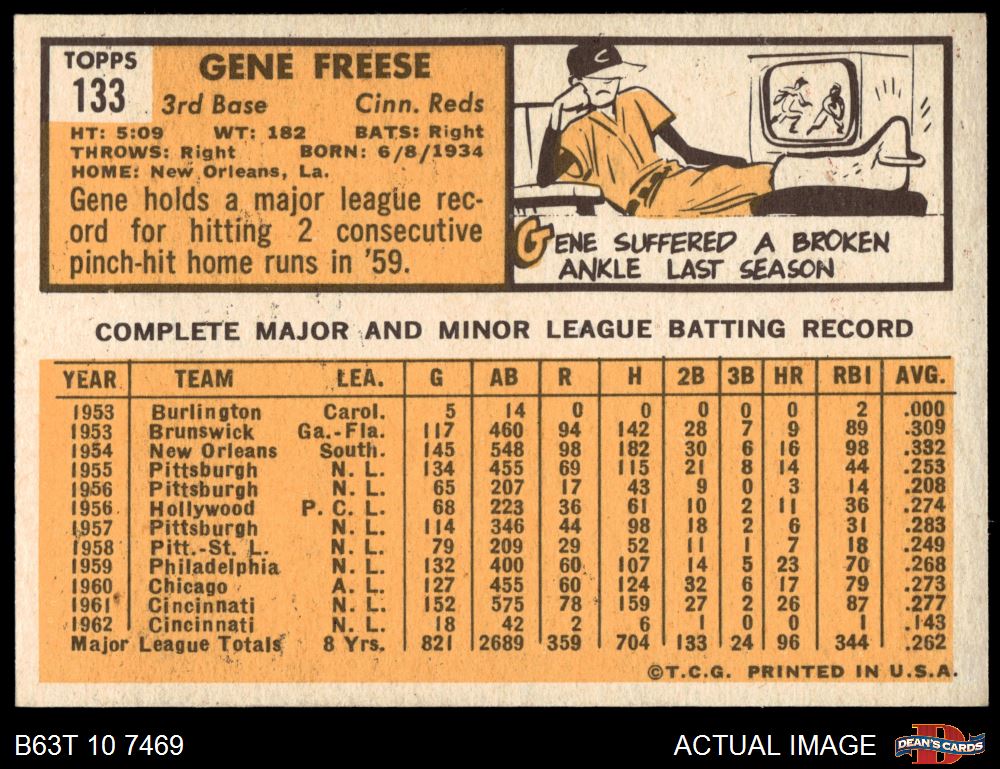 TOPPS
133
GENE FREESE
3rd Base Cinn. Reds
HT: 5:09 WT: 182 BATS: Right
THROWS: Right BORN: 6/8/1934
HOME: New Orleans, La.
Gene holds a major league rec-
ord for hitting 2 consecutive
pinch-hit home runs in '59.
C
GENE SUFFERED A BROKEN
ANKLE LAST SEASON
COMPLETE MAJOR AND MINOR LEAGUE BATTING RECORD
YEAR TEAM LEA. G AB R H 2B 3B HR RBI AVG.
1953 Burlington Carol. 5 14 0 0 0 0 0 2 .000
1953 Brunswick Ga.-Fla. 117 460 94 142 28 7 9 89 .309
1954 New Orleans South. 145 548 98 182 30 6 16 98 .332
1955 Pittsburgh N. L. 134 455 69 115 21 8 14 44 .253
1956 Pittsburgh N. L. 65 207 17 43 9 0 3 14 .208
1956 Hollywood P. C. L. 68 223 36 61 10 2 11 36 .274
1957 Pittsburgh N. L. 114 346 44 98 18 2 6 31 .283
1958 Pitt.-St. L. N. L. 79 209 29 52 11 1 7 18 .249
1959 Philadelphia N. L. 132 400 60 107 14 5 23 70 .268
1960 Chicago A. L. 127 455 60 124 32 6 17 79 .273
1961 Cincinnati N. L. 152 575 78 159 27 2 26 87 .277
1962 Cincinnati N. L. 18 42 2 6 1 0 0 1 .143
Major League Totals 8 Yrs. 821 2689 359 704 133 24 96 344 .262
©T.C.G. PRINTED IN U.S.A.
B63T 10 7469 ACTUAL IMAGE
D
DEAN'S CARDS